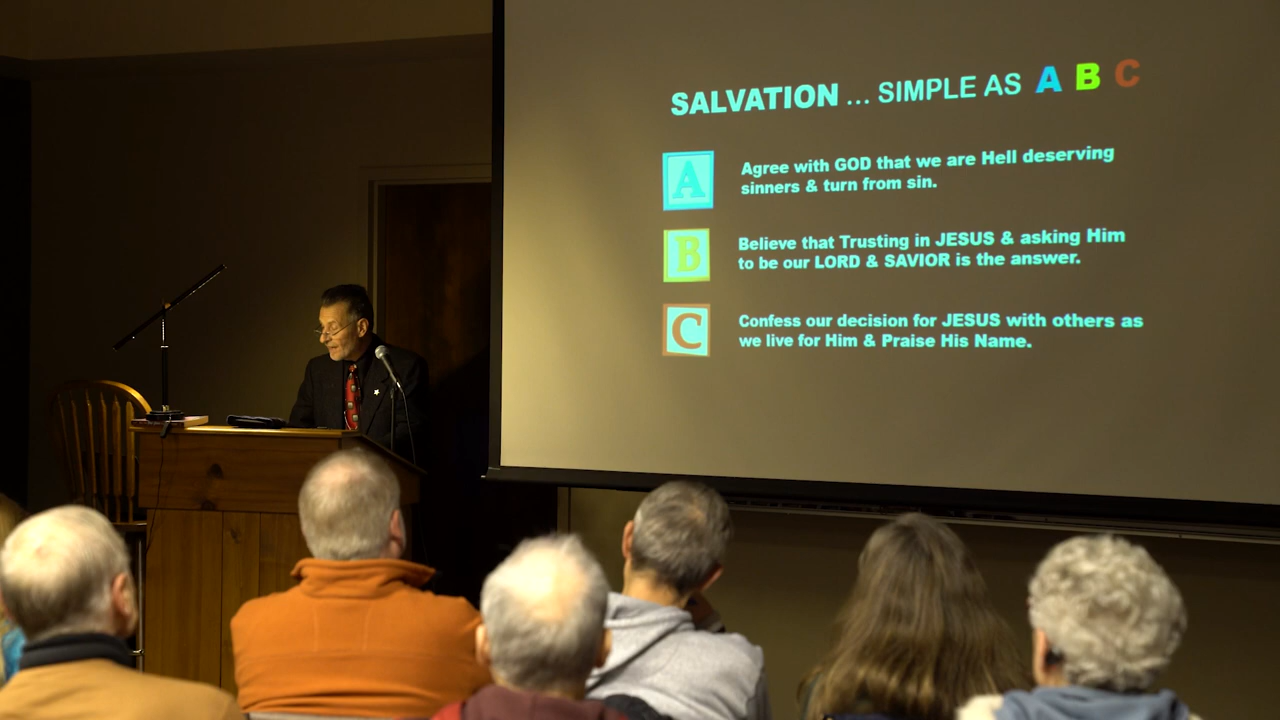 SALVATION ... SIMPLE AS A B C
A
Agree with GOD that we are Hell deserving
sinners & turn from sin.
B
Believe that Trusting in JESUS & asking Him
to be our LORD & SAVIOR is the answer.
C
Confess our decision for JESUS with others as
we live for Him & Praise His Name.